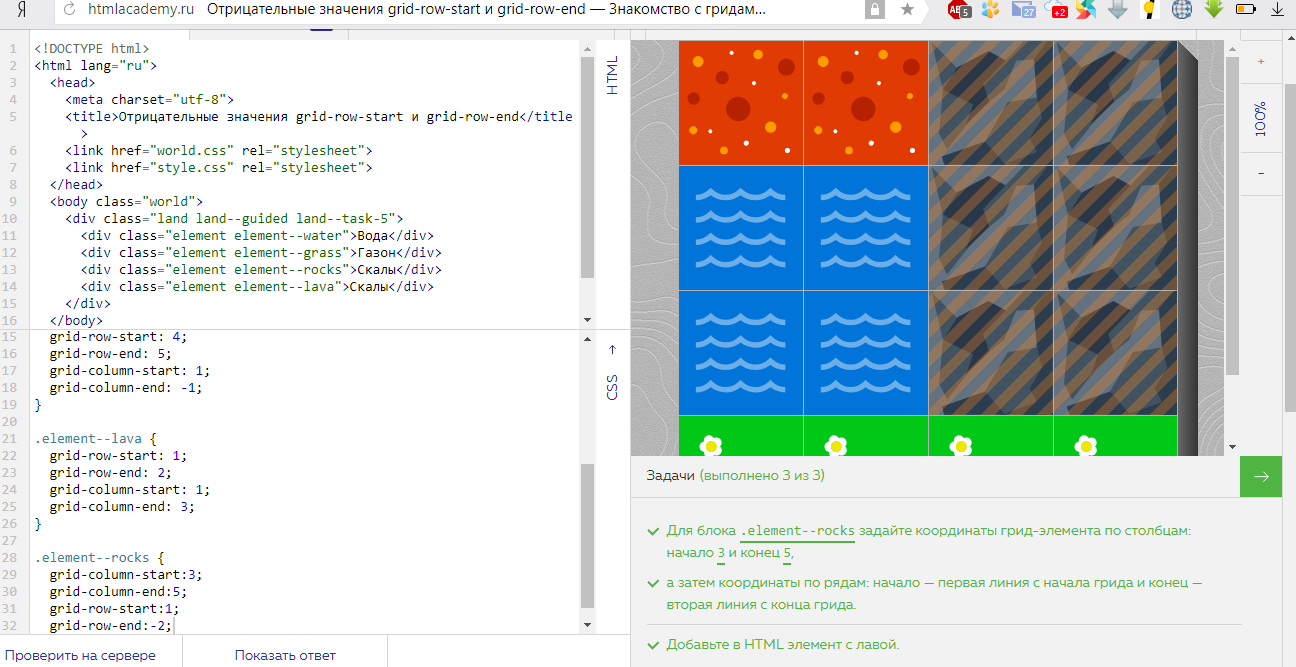 Я
htmlacademy.ru Отрицательные значения grid-row-start и grid-row-end — Знакомство с гридам...
5
27
+2
1 <!DOCTYPE html>
2 <html lang="ru">
3 <head>
4 <meta charset="utf-8">
5 <title>Отрицательные значения grid-row-start и grid-row-end</title
>
6 <link href="world.css" rel="stylesheet">
7 <link href="style.css" rel="stylesheet">
8 </head>
9 <body class="world">
10 <div class="land land--guided land--task-5">
11 <div class="element element--water">Вода</div>
12 <div class="element element--grass">Газон</div>
13 <div class="element element--rocks">Скалы</div>
14 <div class="element element--lava">Скалы</div>
15 </div>
16 </body>
HTML
15 grid-row-start: 4;
16 grid-row-end: 5;
17 grid-column-start: 1;
18 grid-column-end: -1;
19 }
20
21 .element--lava {
22 grid-row-start: 1;
23 grid-row-end: 2;
24 grid-column-start: 1;
25 grid-column-end: 3;
26 }
27
28 .element--rocks {
29 grid-column-start:3;
30 grid-column-end:5;
31 grid-row-start:1;
32 grid-row-end:-2;
CSS →
Проверить на сервере
Показать ответ
+
100%
-
Задачи (выполнено 3 из 3)
→
Для блока .element--rocks задайте координаты грид-элемента по столбцам:
начало 3 и конец 5,
а затем координаты по рядам: начало — первая линия с начала грида и конец —
вторая линия с конца грида.
Добавьте в HTML элемент с лавой.